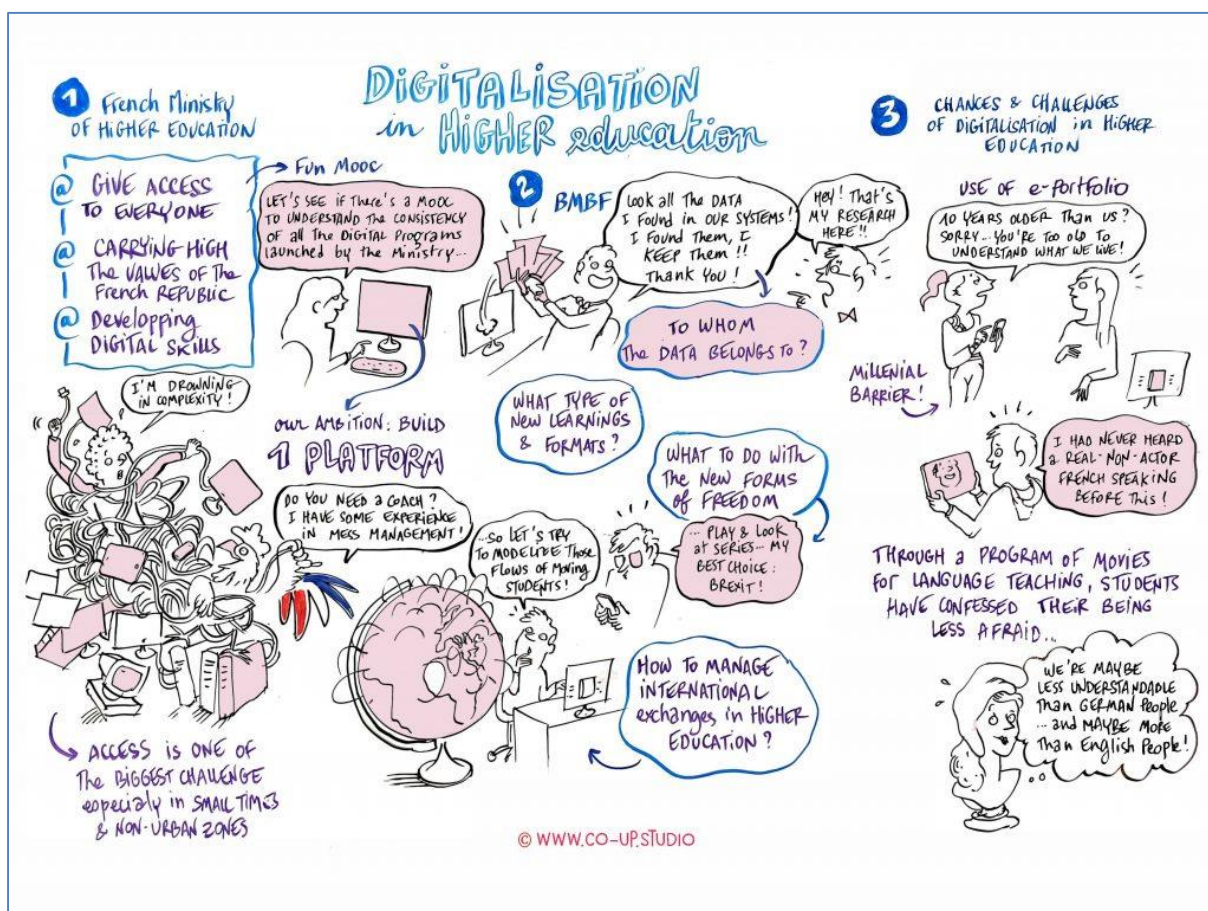 DIGITALISATION
in HIGHER education
1 French Ministry
OF HIGHER EDUCATION
@ GIVE ACCESS
TO EVERYONE
@ CARRYING HIGH
The VALUES OF The
French REPUBLIC
@ Developping
DIGITAL SKILLS
Fun MOOC
LET'S SEE IF THERE'S A MOOC
TO UNDERSTAND THE CONSISTENCY
OF all THE DIGITAL PROGRAMS
launched by THE MINISTRY...
I'M DROWNING
IN COMPLEXITY!
OUR AMBITION: BUILD
1 PLATFORM
DO YOU NEED a COACH?
I HAVE SOME EXPERIENCE
IN MESS MANAGEMENT!
ACCESS IS ONE OF
The BIGGEST CHALLENGE
especialy in SMALL TIMES
& NON-URBAN ZONES
2 BMBF
Look all THE DATA
I FOUND IN OUR SYSTEMS!
I FOUND THEM, I
KEEP THEM!!
THANK YOU!
HEY! THAT'S
MY RESEARCH
HERE!!
TO WHOM
The DATA BELONGS TO?
WHAT TYPE OF
NEW LEARNINGS
& FORMATS?
WHAT TO DO WITH
The NEW FORMS
OF FREEDOM
... PLAY & LOOK
at SERIES... MY
BEST CHOICE:
BREXIT!
...SO LET'S TRY
TO MODELIZE THOSE
FLOWS OF MOVING
STUDENTS!
HOW TO MANAGE
INTERNATIONAL
exchanges in HIGHER
EDUCATION?
3 CHANCES & CHALLENGES
OF DIGITALISATION in HIGHER
EDUCATION
USE OF e-PORTFOLIO
10 YEARS OLDER THAN US?
SORRY... YOU'RE TOO OLD TO
UNDERSTAND WHAT WE LIVE!
MILLENIAL
BARRIER!
I HAD NEVER HEARD
a REAL-NON-ACTOR
FRENCH SPEAKING
BEFORE THIS!
THROUGH a PROGRAM OF MOVIES
FOR LANGUAGE TEACHING, STUDENTS
HAVE CONFESSED THEIR BEING
LESS AFRAID...
WE'RE MAYBE
LESS UNDERSTANDABLE
Than GERMAN People
...and MAYBE MORE
Than English People!
© WWW.CO-UP.STUDIO